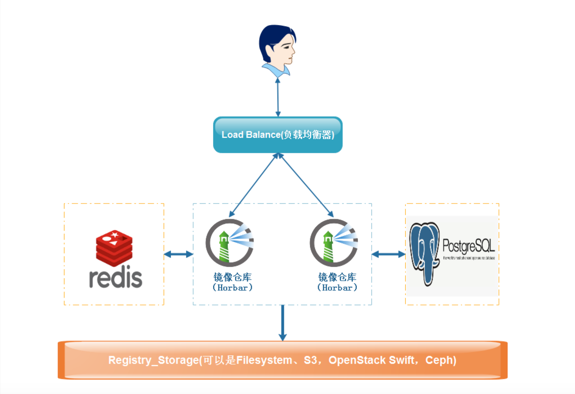 Load Balance(负载均衡器)
redis
镜像仓库
（Horbar）
镜像仓库
（Horbar）
PostgreSQL
Registry_Storage(可以是Filesystem、S3，OpenStack Swift，Ceph)